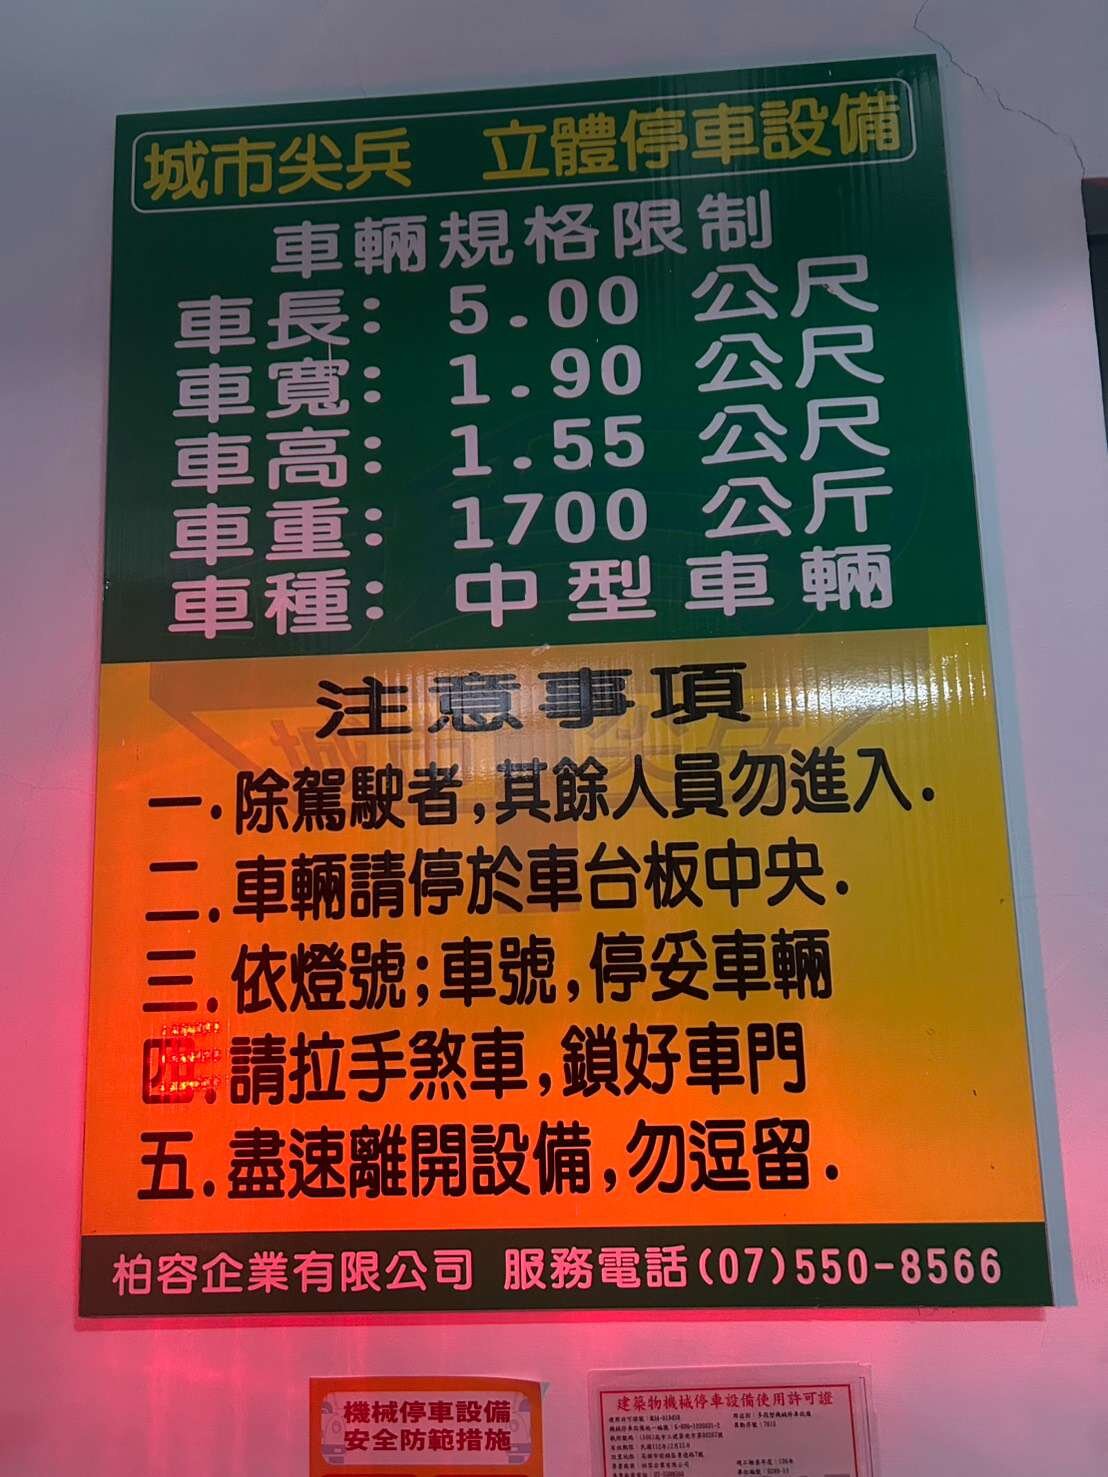 城市尖兵 立體停車設備
車輛規格限制
車長: 5.00 公尺
車寬: 1.90 公尺
車高: 1.55 公尺
車重: 1700 公斤
車種: 中型車輛
注意事項
一.除駕駛者,其餘人員勿進入.
二.車輛請停於車台板中央.
三.依燈號;車號,停妥車輛
四.請拉手煞車,鎖好車門
五.盡速離開設備,勿逗留.
柏容企業有限公司 服務電話(07)550-8566
機械停車設備
安全防範措施
建築物機械停車設備使用許可證